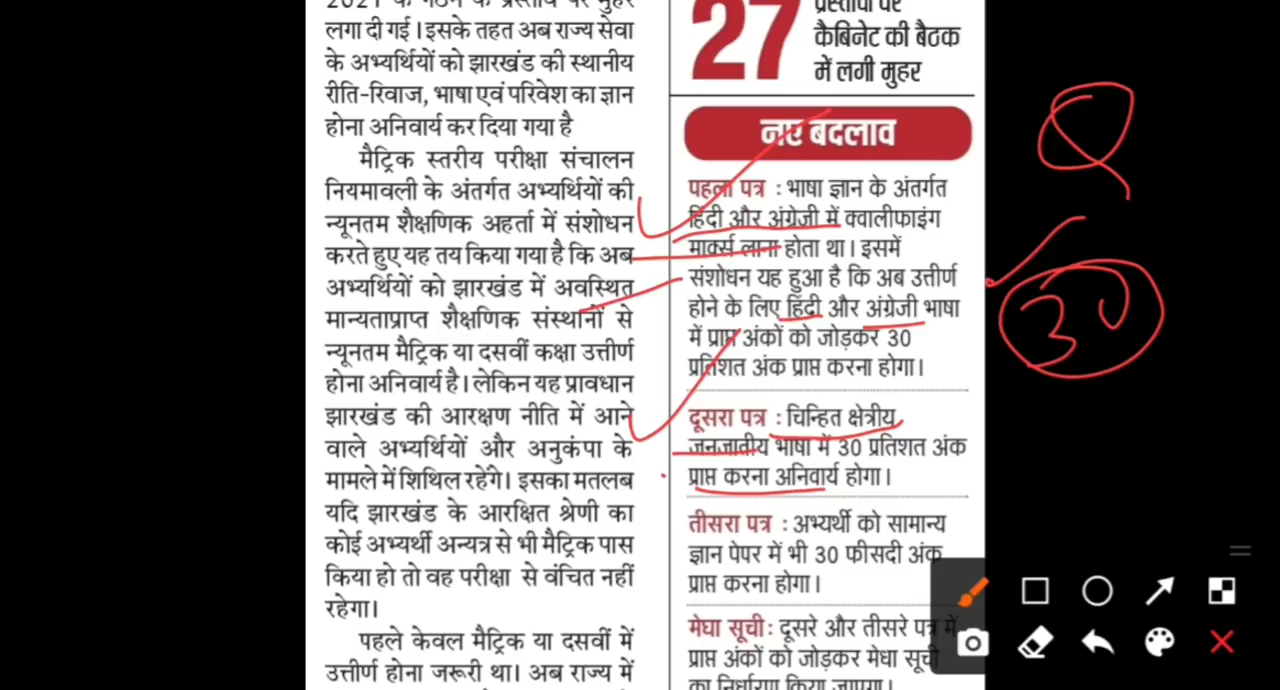 2021 के गठन के प्रस्ताव पर मुहर
लगा दी गई। इसके तहत अब राज्य सेवा
के अभ्यर्थियों को झारखंड की स्थानीय
रीति-रिवाज, भाषा एवं परिवेश का ज्ञान
होना अनिवार्य कर दिया गया है
मैट्रिक स्तरीय परीक्षा संचालन
नियमावली के अंतर्गत अभ्यर्थियों की
न्यूनतम शैक्षणिक अहर्ता में संशोधन
करते हुए यह तय किया गया है कि अब
अभ्यर्थियों को झारखंड में अवस्थित
मान्यताप्राप्त शैक्षणिक संस्थानों से
न्यूनतम मैट्रिक या दसवीं कक्षा उत्तीर्ण
होना अनिवार्य है। लेकिन यह प्रावधान
झारखंड की आरक्षण नीति में आने
वाले अभ्यर्थियों और अनुकंपा के
मामले में शिथिल रहेंगे। इसका मतलब
यदि झारखंड के आरक्षित श्रेणी का
कोई अभ्यर्थी अन्यत्र से भी मैट्रिक पास
किया हो तो वह परीक्षा से वंचित नहीं
रहेगा।
पहले केवल मैट्रिक या दसवीं में
उत्तीर्ण होना जरूरी था। अब राज्य में
27
प्रस्तावों पर
कैबिनेट की बैठक
में लगी मुहर
नए बदलाव
पहला पत्र : भाषा ज्ञान के अंतर्गत
हिंदी और अंग्रेजी में क्वालीफाइंग
मार्क्स लाना होता था। इसमें
संशोधन यह हुआ है कि अब उत्तीर्ण
होने के लिए हिंदी और अंग्रेजी भाषा
में प्राप्त अंकों को जोड़कर 30
प्रतिशत अंक प्राप्त करना होगा।
दूसरा पत्र : चिन्हित क्षेत्रीय
जनजातीय भाषा में 30 प्रतिशत अंक
प्राप्त करना अनिवार्य होगा।
तीसरा पत्र : अभ्यर्थी को सामान्य
ज्ञान पेपर में भी 30 फीसदी अंक
प्राप्त करना होगा।
मेघा सूची: दूसरे और तीसरे पत्र में
प्राप्त अंकों को जोड़कर मेधा सूची
का निर्धारण किया जाएगा।
30